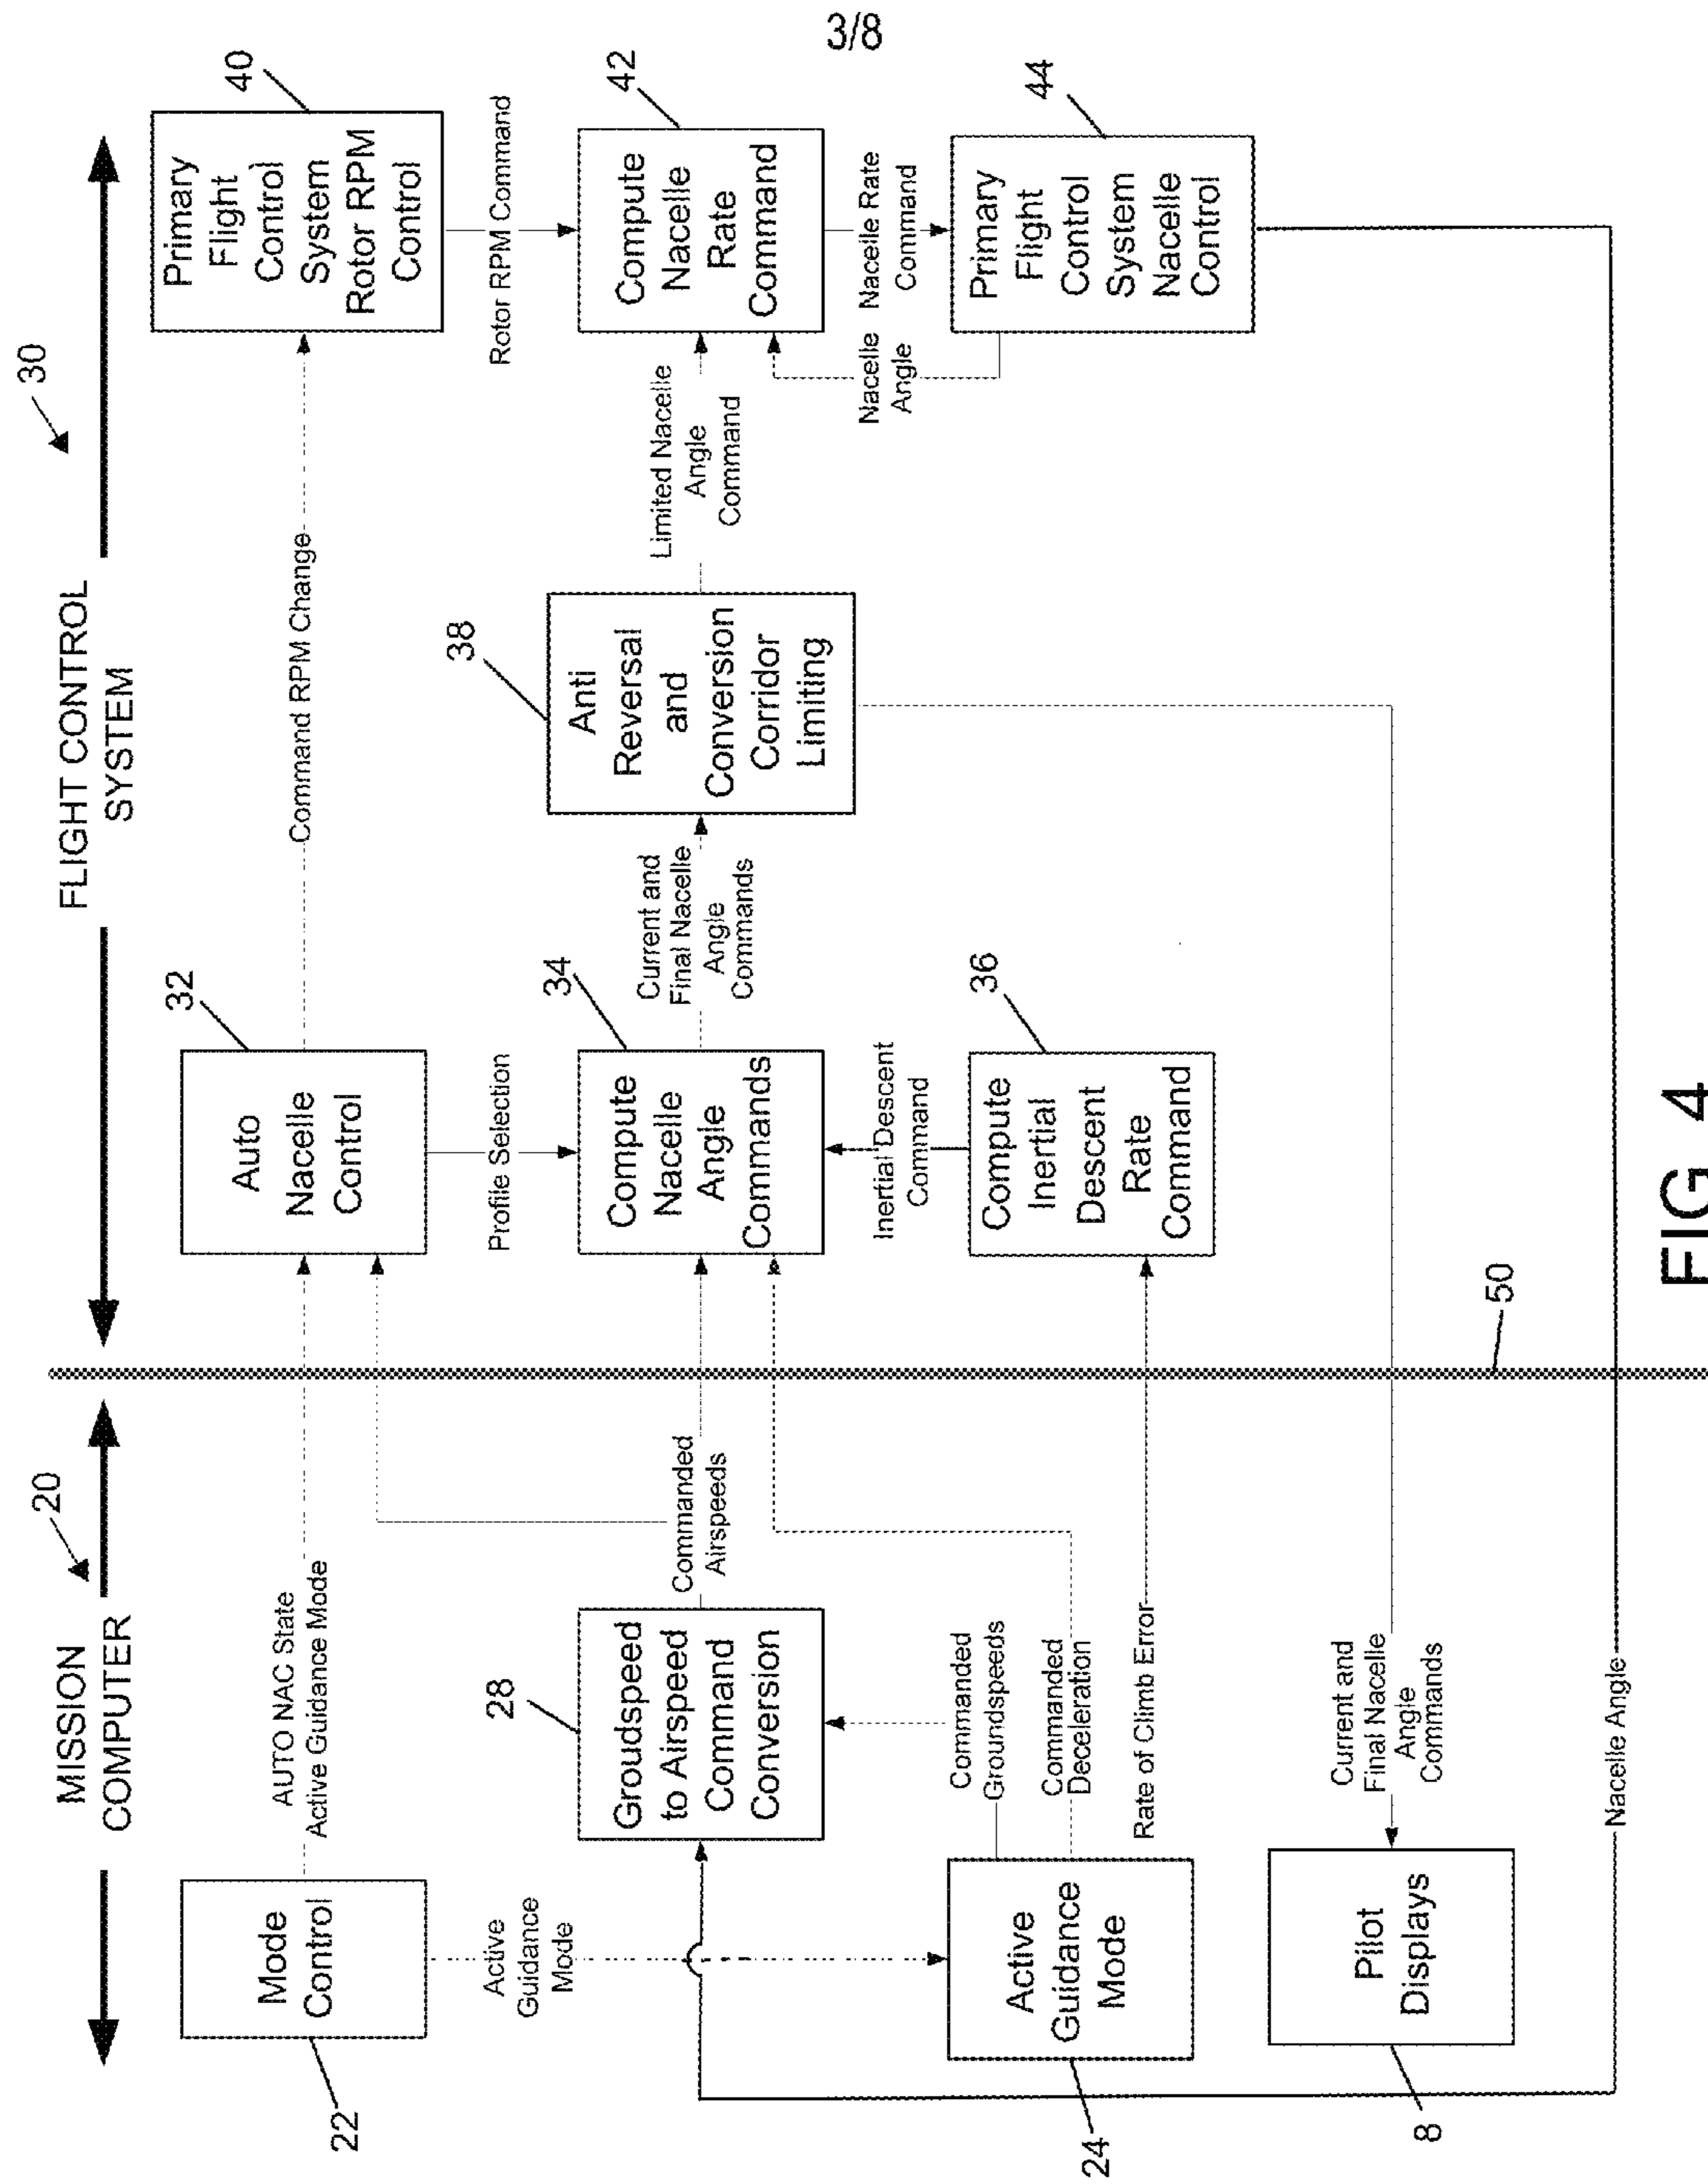 3/8
MISSION
COMPUTER
20
FLIGHT CONTROL
SYSTEM
30
Mode
Control
22
AUTO NAC State
Active Guidance Mode
Auto
Nacelle
Control
32
Command RPM Change
Primary
Flight
Control
System
Rotor RPM
Control
40
Active
Guidance
Mode
Profile Selection
Rotor RPM Command
Groudspeed
to Airspeed
Command
Conversion
28
Commanded
Airspeeds
Compute
Nacelle
Angle
Commands
34
Current and
Final Nacelle
Angle
Commands
Anti
Reversal
and
Conversion
Corridor
Limiting
38
Limited Nacelle
Angle
Command
Compute
Nacelle
Rate
Command
42
Commanded
Groundspeeds
Commanded
Deceleration
Inertial Descent
Command
Nacelle
Angle
Nacelle Rate
Command
Active
Guidance
Mode
24
Rate of Climb Error
Compute
Inertial
Descent
Rate
Command
36
Primary
Flight
Control
System
Nacelle
Control
44
Pilot
Displays
8
Current and
Final Nacelle
Angle
Commands
50
Nacelle Angle
FIG 4